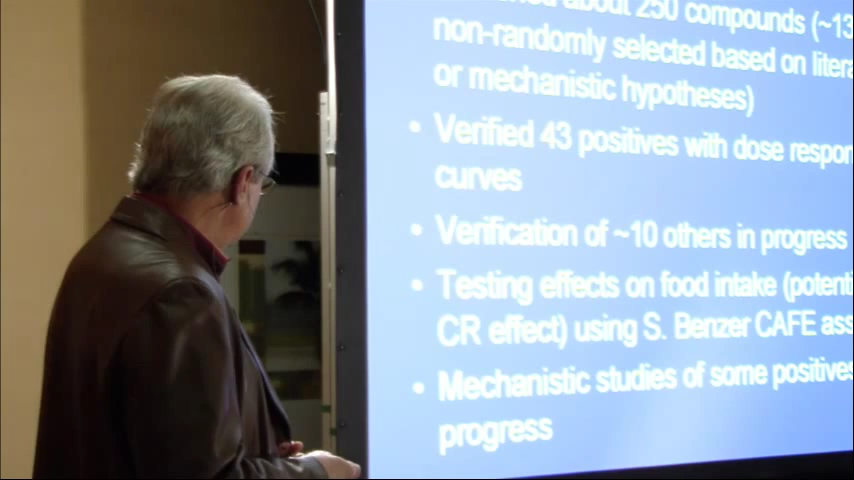 about 250 compounds (~13
non-randomly selected based on litera
or mechanistic hypotheses)
• Verified 43 positives with dose respon
curves
• Verification of ~10 others in progress
• Testing effects on food intake (potenti
CR effect) using S. Benzer CAFE ass
• Mechanistic studies of some positives
progress